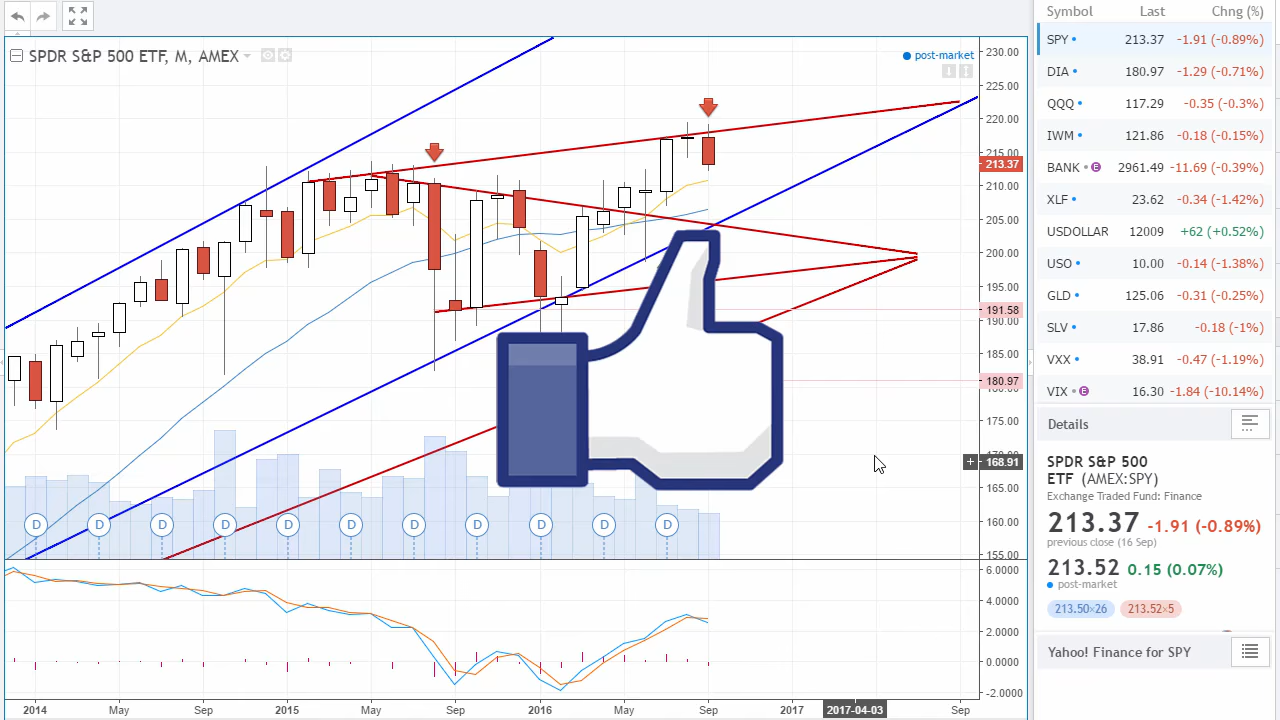 SPDR S&P 500 ETF, M, AMEX
post-market
230.00
225.00
220.00
215.00
213.37
210.00
205.00
200.00
195.00
191.58
190.00
185.00
180.97
175.00
170.00
168.91
165.00
160.00
155.00
D D D D D D D D D D D
6.0000
4.0000
2.0000
0.0000
-2.0000
2014 May Sep 2015 May Sep 2016 May Sep 2017 2017-04-03 Sep
Symbol Last Chng (%)
SPY 213.37 -1.91 (-0.89%)
DIA 180.97 -1.29 (-0.71%)
QQQ 117.29 -0.35 (-0.3%)
IWM 121.86 -0.18 (-0.15%)
BANK E 2961.49 -11.69 (-0.39%)
XLF 23.62 -0.34 (-1.42%)
USDOLLAR 12009 +62 (+0.52%)
USO 10.00 -0.14 (-1.38%)
GLD 125.06 -0.31 (-0.25%)
SLV 17.86 -0.18 (-1%)
VXX 38.91 -0.47 (-1.19%)
VIX E 16.30 -1.84 (-10.14%)
Details
SPDR S&P 500
ETF (AMEX:SPY)
Exchange Traded Fund: Finance
213.37 -1.91 (-0.89%)
previous close (16 Sep)
213.52 0.15 (0.07%)
post-market
213.50×26 213.52×5
Yahoo! Finance for SPY